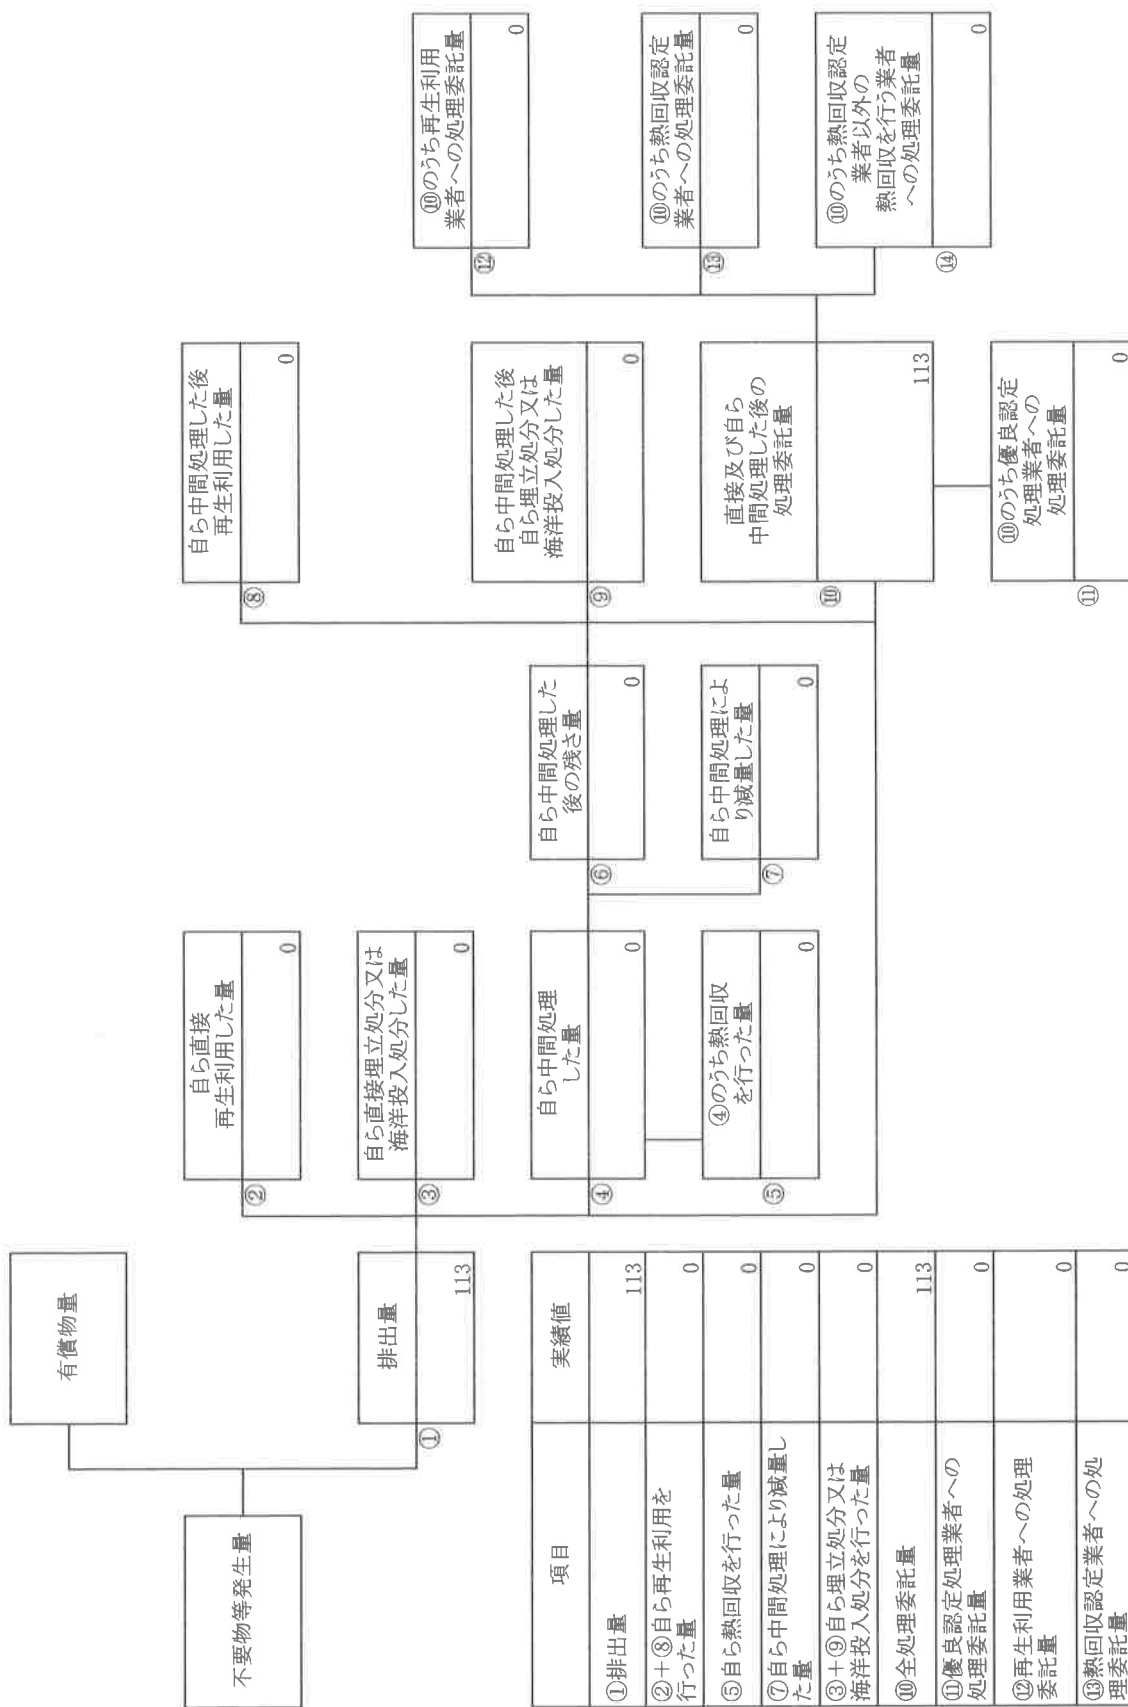 不要物等発生量
有償物量
排出量
①
113
自ら直接
再生利用した量
②
0
自ら直接埋立処分又は
海洋投入処分した量
③
0
自ら中間処理
した量
④
0
④のうち熱回収
を行った量
⑤
0
自ら中間処理した
後の残さ量
⑥
0
自ら中間処理によ
り減量した量
⑦
0
自ら中間処理した後
再生利用した量
⑧
0
自ら中間処理した後
自ら埋立処分又は
海洋投入処分した量
⑨
0
直接及び自ら
中間処理した後の
処理委託量
⑩
113
⑩のうち優良認定
処理業者への
処理委託量
⑪
0
⑩のうち再生利用
業者への処理委託量
⑫
0
⑩のうち熱回収認定
業者への処理委託量
⑬
0
⑩のうち熱回収認定
業者以外の
熱回収を行う業者
への処理委託量
⑭
0
項目 実績値
①排出量 113
②+⑧自ら再生利用を
行った量 0
⑤自ら熱回収を行った量 0
⑦自ら中間処理により減量し
た量 0
③+⑨自ら埋立処分又は
海洋投入処分を行った量 0
⑩全処理委託量 113
⑪優良認定処理業者への
処理委託量 0
⑫再生利用業者への処理
委託量 0
⑬熱回収認定業者への処
理委託量 0